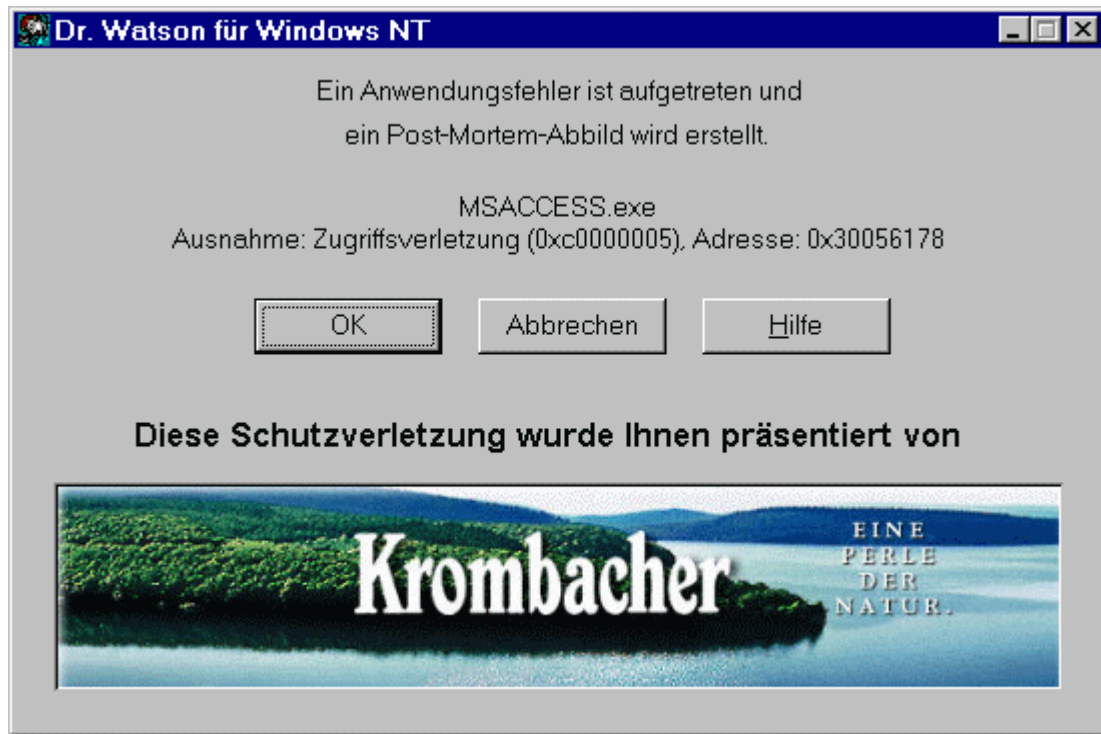 Dr. Watson für Windows NT
Ein Anwendungsfehler ist aufgetreten und
ein Post-Mortem-Abbild wird erstellt.
MSACCESS.exe
Ausnahme: Zugriffsverletzung (0xc0000005), Adresse: 0x30056178
OK
Abbrechen
Hilfe
Diese Schutzverletzung wurde Ihnen präsentiert von
Krombacher
EINE
PERLE
DER
NATUR.